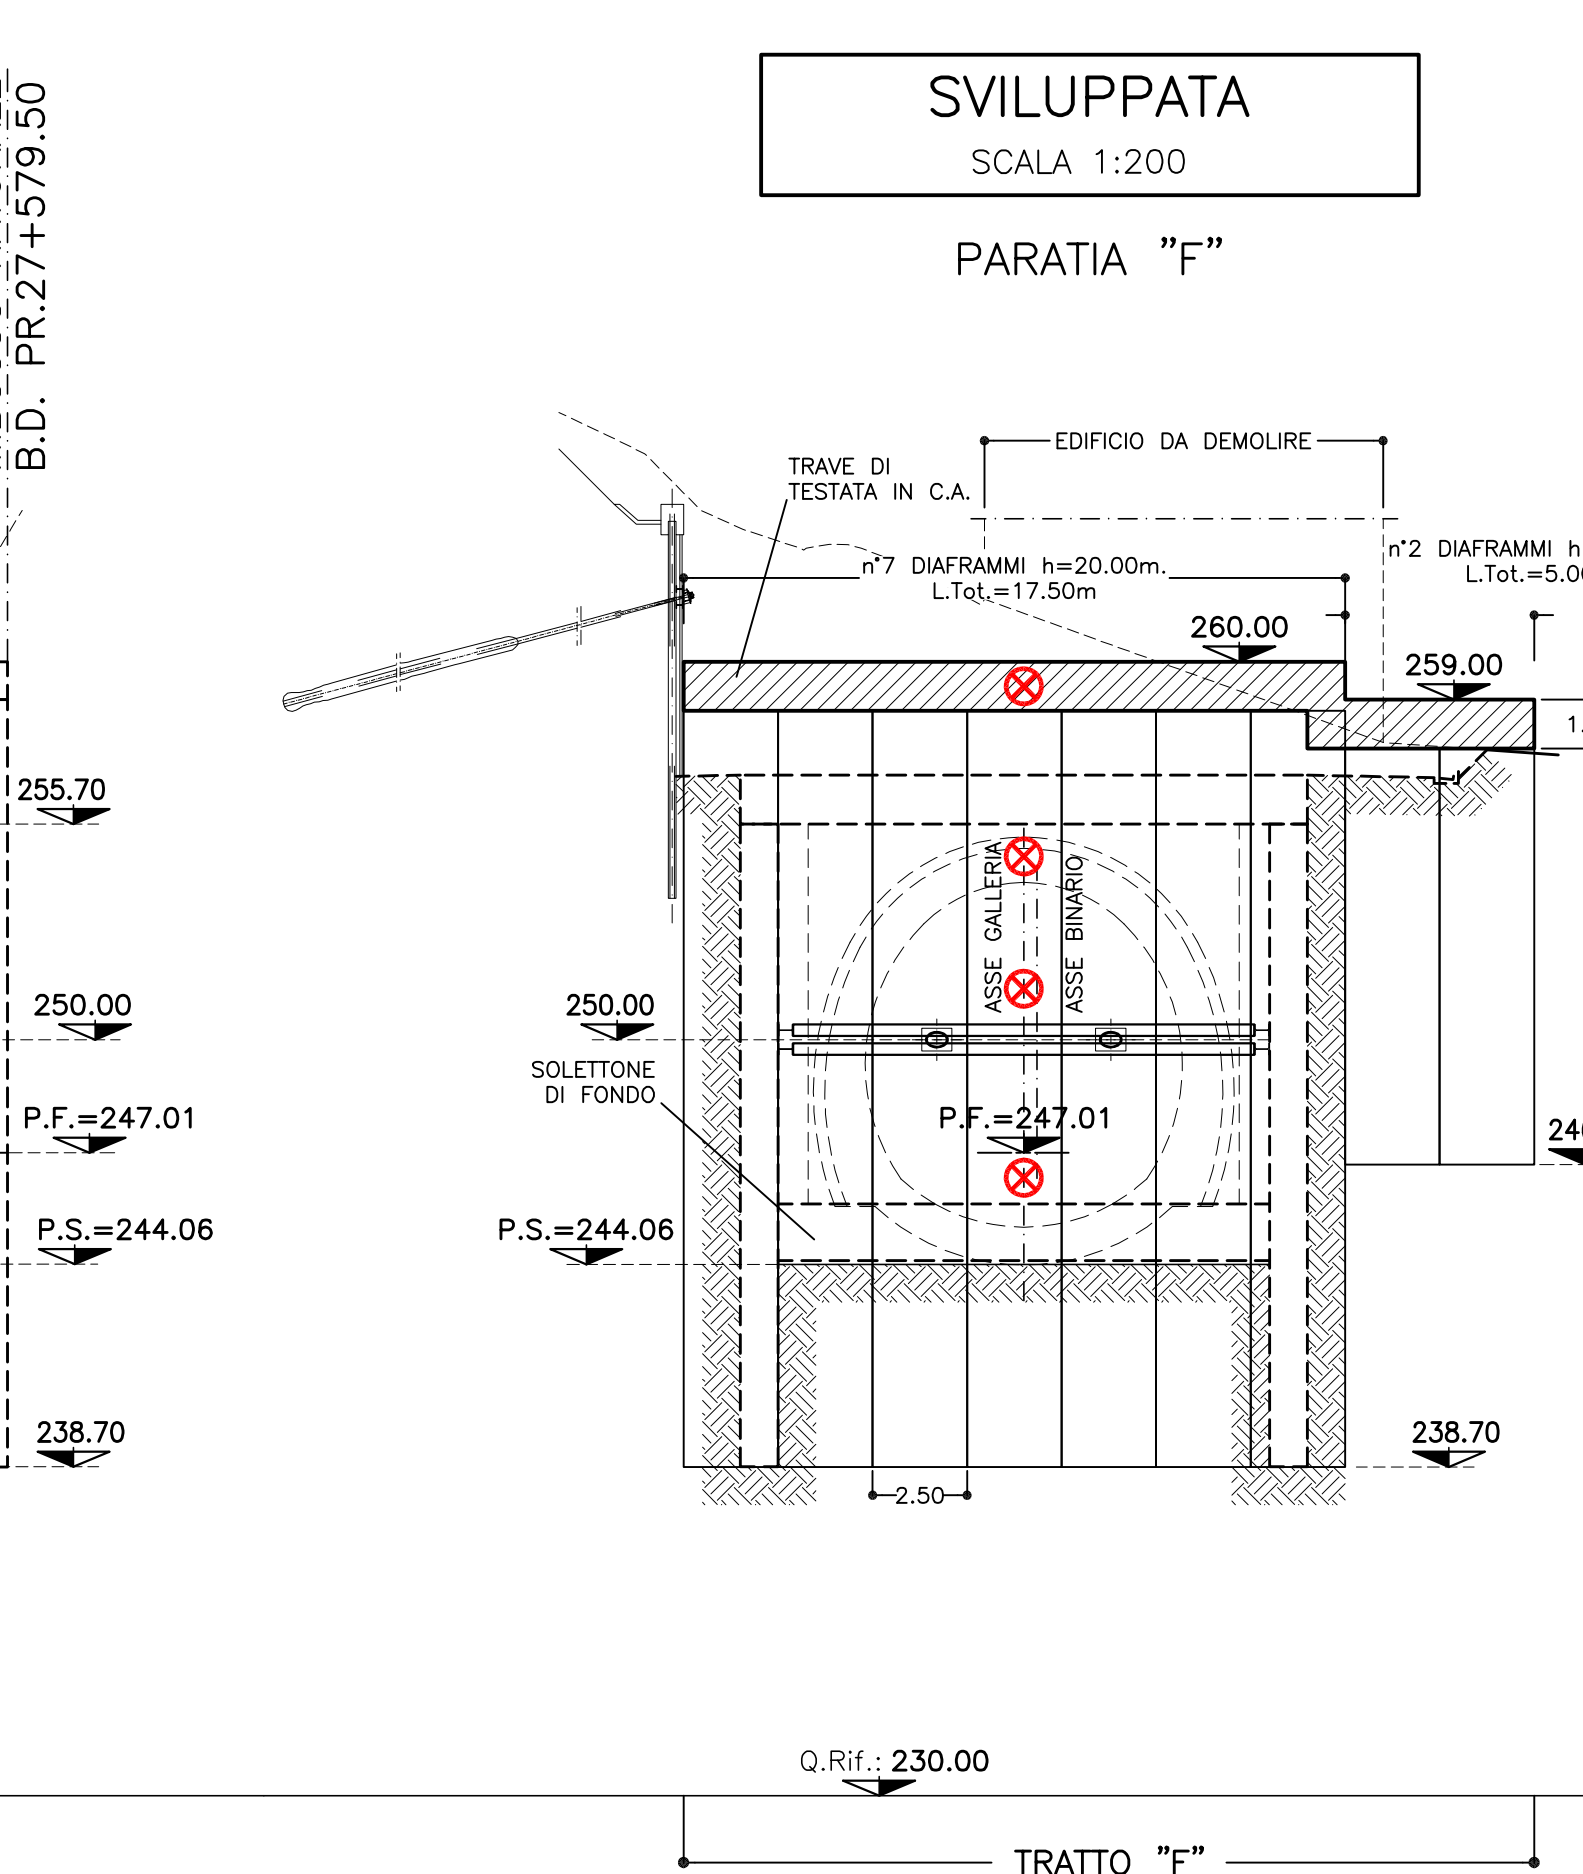 SVILUPPATA
SCALA 1:200
PARATIA "F"
B.D. PR.27+579.50
EDIFICIO DA DEMOLIRE
TRAVE DI
TESTATA IN C.A.
n°7 DIAFRAMMI h=20.00m.
L.Tot.=17.50m
n°2 DIAFRAMMI h
L.Tot.=5.00
260.00
259.00
1.
255.70
ASSE GALLERIA
ASSE BINARIO
250.00
250.00
SOLETTONE
DI FONDO
P.F.=247.01
P.F.=247.01
P.S.=244.06
P.S.=244.06
238.70
238.70
2.50
Q.Rif.: 230.00
TRATTO "F"